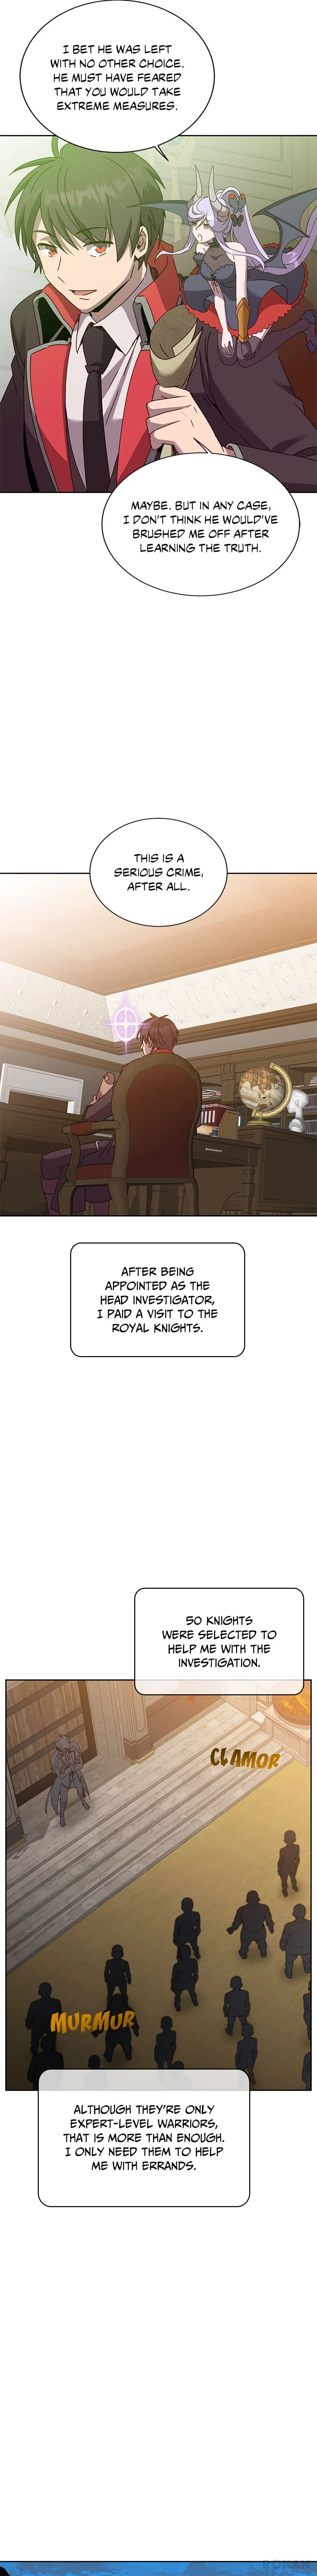 I BET HE WAS LEFT
WITH NO OTHER CHOICE.
HE MUST HAVE FEARED
THAT YOU WOULD TAKE
EXTREME MEASURES.
MAYBE. BUT IN ANY CASE,
I DON'T THINK HE WOULD'VE
BRUSHED ME OFF AFTER
LEARNING THE TRUTH.
THIS IS A
SERIOUS CRIME,
AFTER ALL.
AFTER BEING
APPOINTED AS THE
HEAD INVESTIGATOR,
I PAID A VISIT TO THE
ROYAL KNIGHTS.
50 KNIGHTS
WERE SELECTED TO
HELP ME WITH THE
INVESTIGATION.
CLAMOR
MURMUR
ALTHOUGH THEY'RE ONLY
EXPERT-LEVEL WARRIORS,
THAT IS MORE THAN ENOUGH.
I ONLY NEED THEM TO HELP
ME WITH ERRANDS.